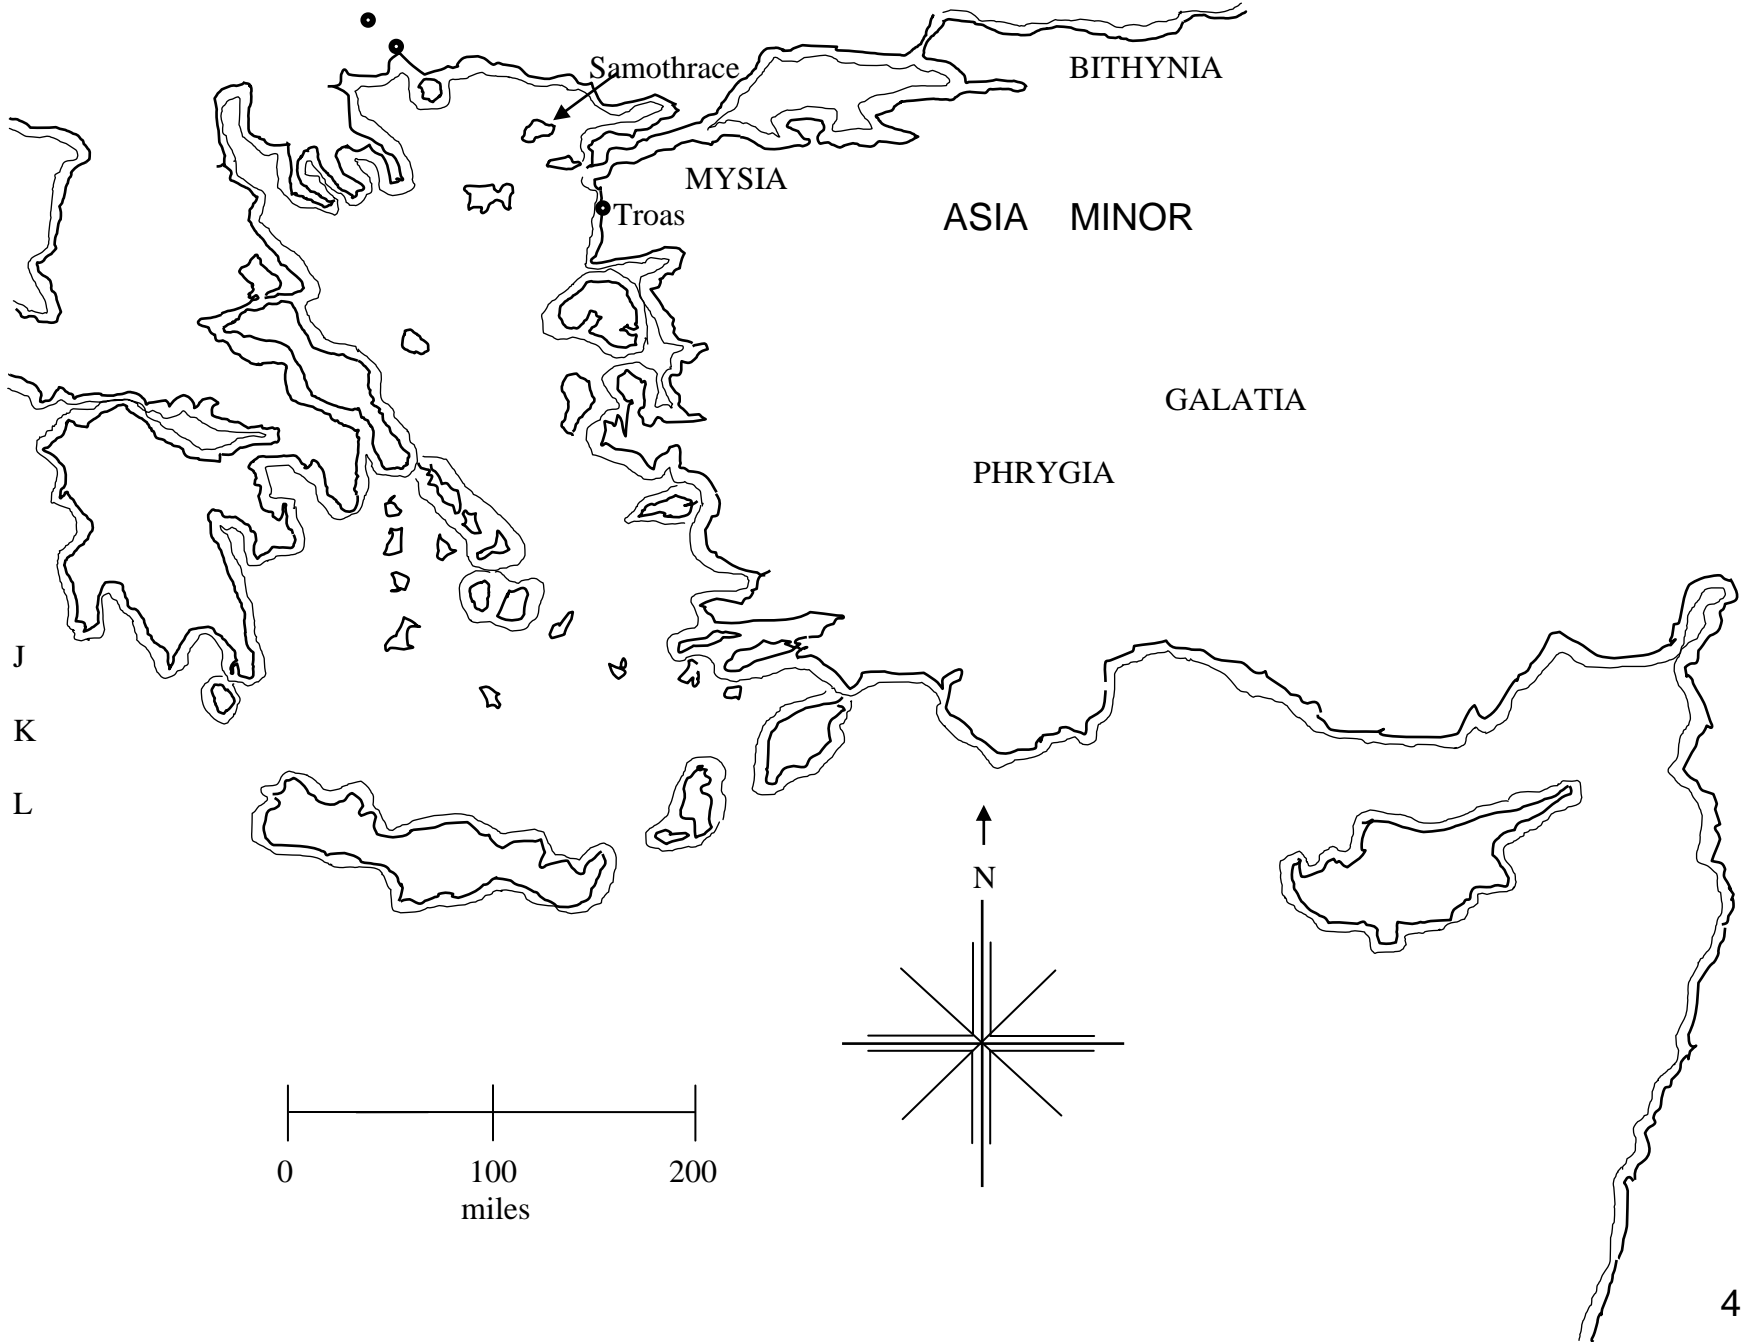 Samothrace
BITHYNIA
MYSIA
Troas
ASIA MINOR
GALATIA
PHRYGIA
J
K
L
N
0 100 200
miles
4